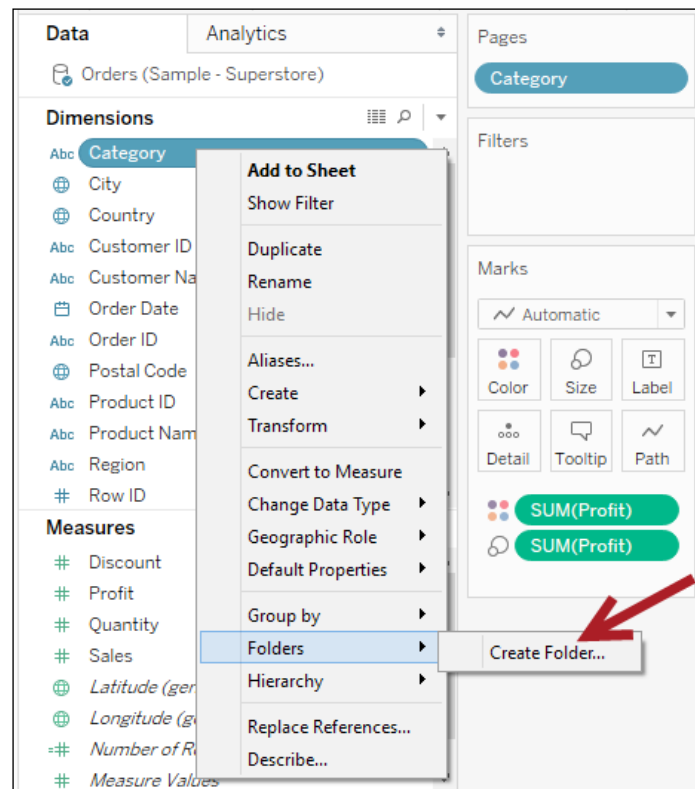 Data
Analytics
Orders (Sample - Superstore)
Dimensions
Abc Category
City
Country
Abc Customer ID
Abc Customer Na
Order Date
Abc Order ID
Postal Code
Abc Product ID
Abc Product Nam
Abc Region
# Row ID
Measures
# Discount
# Profit
# Quantity
# Sales
Latitude (ger
Longitude (g
=# Number of R
# Measure Values
Add to Sheet
Show Filter
Duplicate
Rename
Hide
Aliases...
Create
Transform
Convert to Measure
Change Data Type
Geographic Role
Default Properties
Group by
Folders
Hierarchy
Replace References...
Describe...
Create Folder...
Pages
Category
Filters
Marks
Automatic
Color
Size
T
Label
Detail
Tooltip
Path
SUM(Profit)
SUM(Profit)